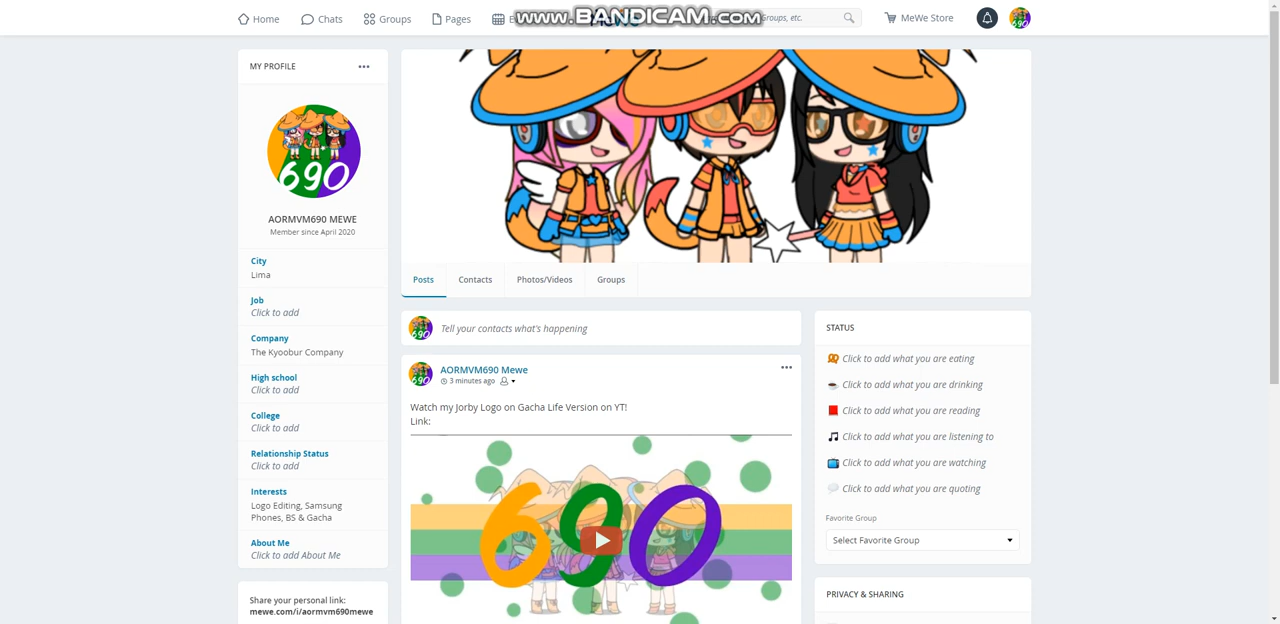 Home
Chats
Groups
Pages
www.BANDICAM.com
Groups, etc.
MeWe Store
690
MY PROFILE
690
AORMVM690 MEWE
Member since April 2020
City
Lima
Job
Click to add
Company
The Kyoobur Company
High school
Click to add
College
Click to add
Relationship Status
Click to add
Interests
Logo Editing, Samsung
Phones, BS & Gacha
About Me
Click to add About Me
Share your personal link:
mewe.com/i/aormvm690mewe
Posts
Contacts
Photos/Videos
Groups
690
Tell your contacts what's happening
690
AORMVM690 Mewe
3 minutes ago
Watch my Jorby Logo on Gacha Life Version on YT!
Link:
690
STATUS
Click to add what you are eating
Click to add what you are drinking
Click to add what you are reading
Click to add what you are listening to
Click to add what you are watching
Click to add what you are quoting
Favorite Group
Select Favorite Group
PRIVACY & SHARING